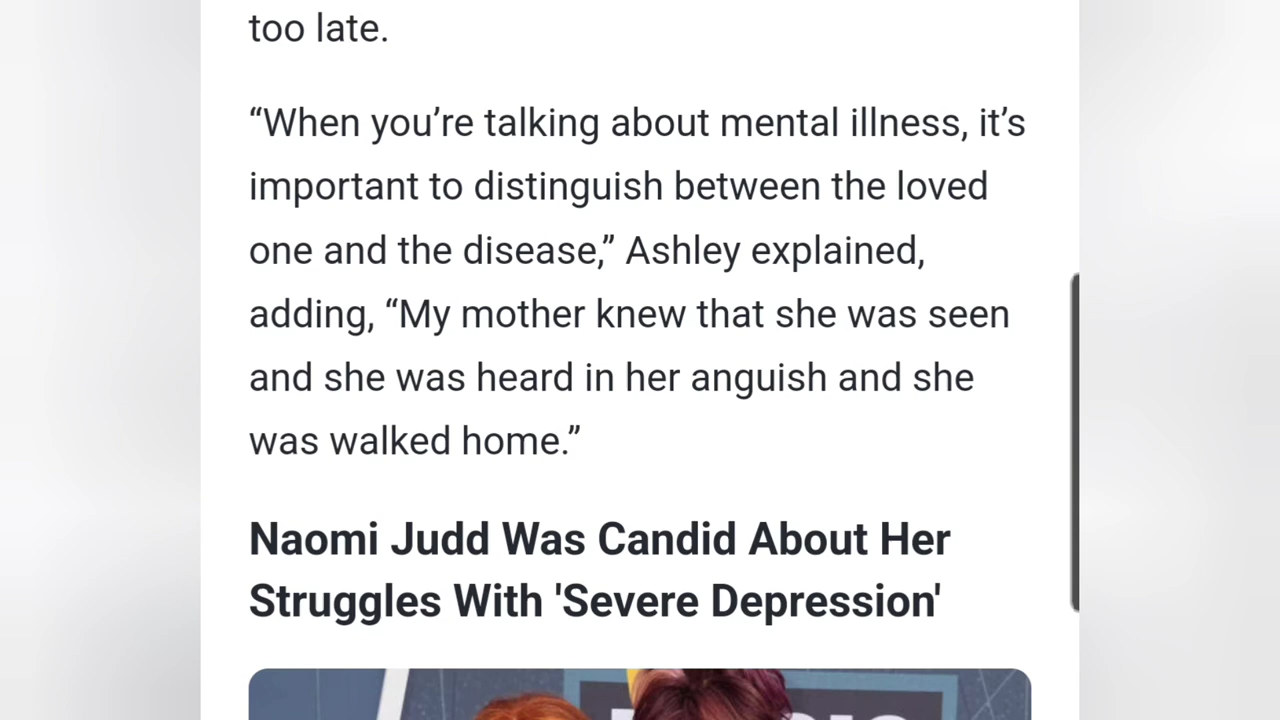 too late.
“When you’re talking about mental illness, it’s
important to distinguish between the loved
one and the disease,” Ashley explained,
adding, “My mother knew that she was seen
and she was heard in her anguish and she
was walked home.”
Naomi Judd Was Candid About Her
Struggles With 'Severe Depression'